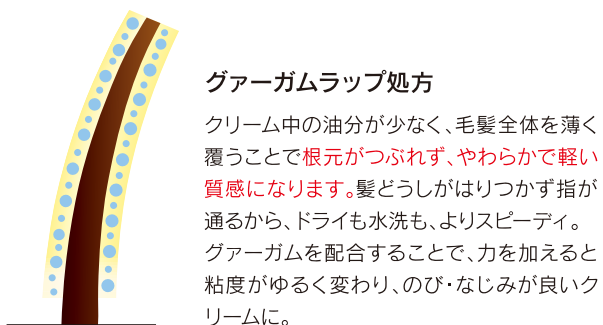 グァーガムラップ処方
クリーム中の油分が少なく、毛髪全体を薄く
覆うことで根元がつぶれず、やわらかで軽い
質感になります。髪どうしがはりつかず指が
通るから、ドライも水洗も、よりスピーディ。
グァーガムを配合することで、力を加えると
粘度がゆるく変わり、のび・なじみが良いク
リームに。